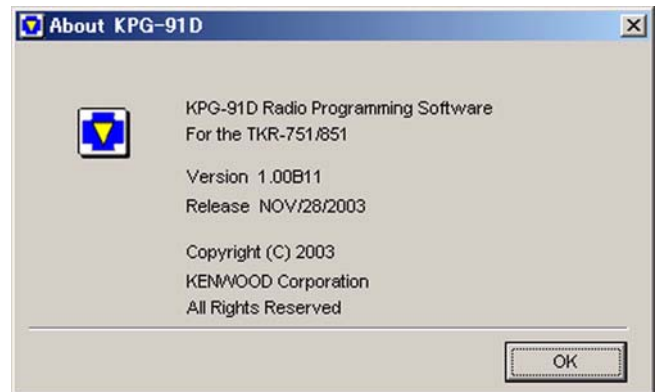 About KPG-91D
KPG-91D Radio Programming Software
For the TKR-751/851
Version 1.00B11
Release NOV/28/2003
Copyright (C) 2003
KENWOOD Corporation
All Rights Reserved
OK